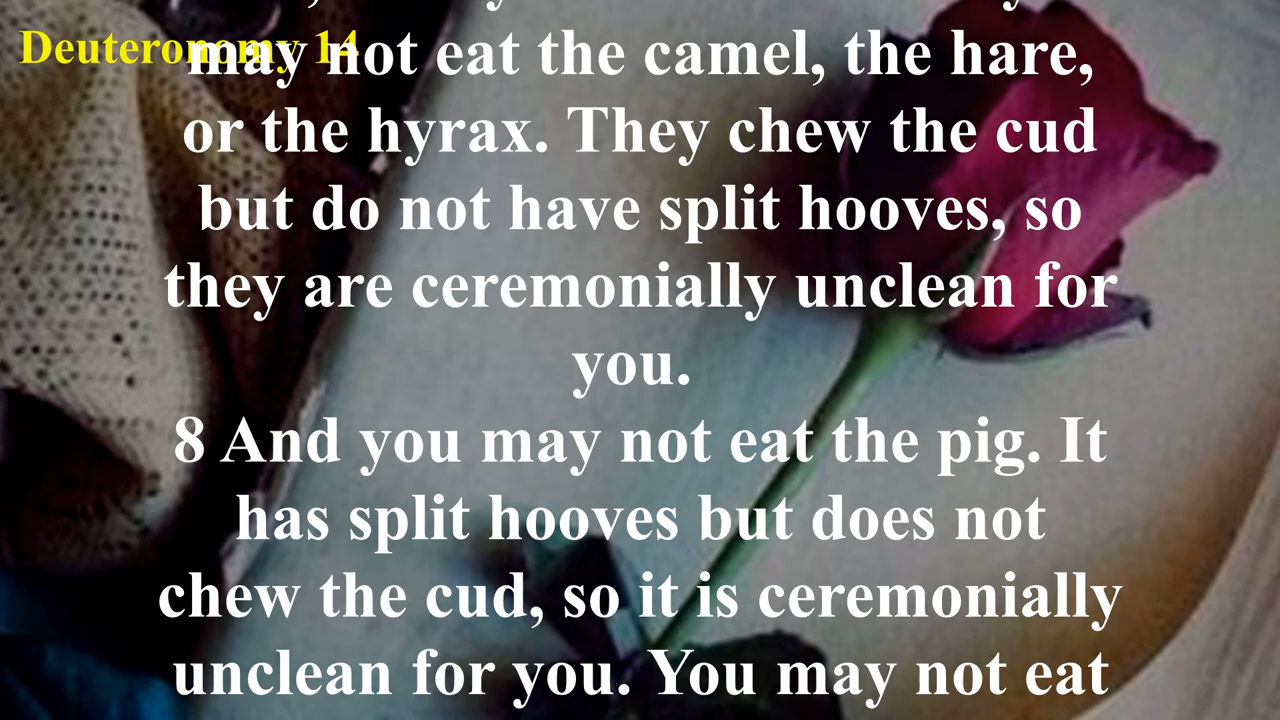 Deuteronomy 14
may not eat the camel, the hare,
or the hyrax. They chew the cud
but do not have split hooves, so
they are ceremonially unclean for
you.
8 And you may not eat the pig. It
has split hooves but does not
chew the cud, so it is ceremonially
unclean for you. You may not eat